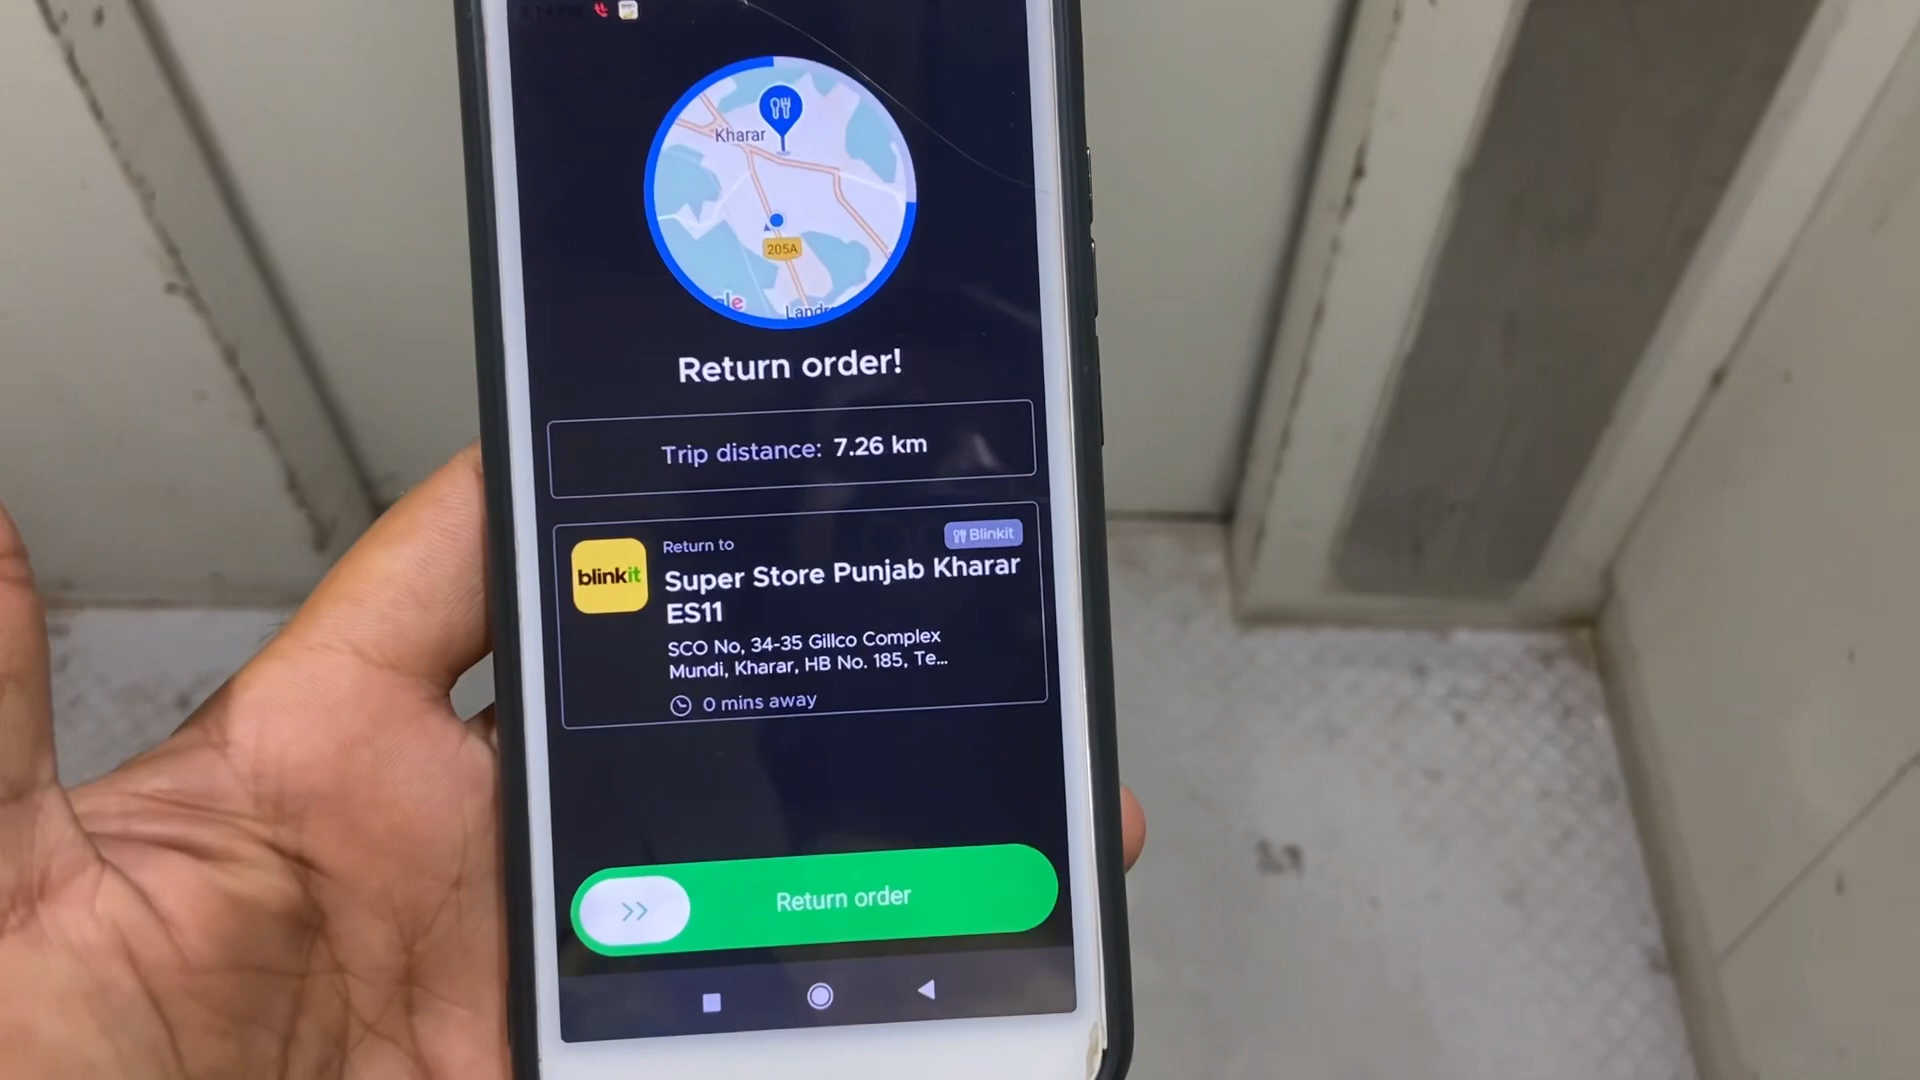 Kharar
205A
Return order!
Trip distance: 7.26 km
Blinkit
blinkit
Return to
Super Store Punjab Kharar
ES11
SCO No, 34-35 Gillco Complex
Mundi, Kharar, HB No. 185, Te...
0 mins away
Return order